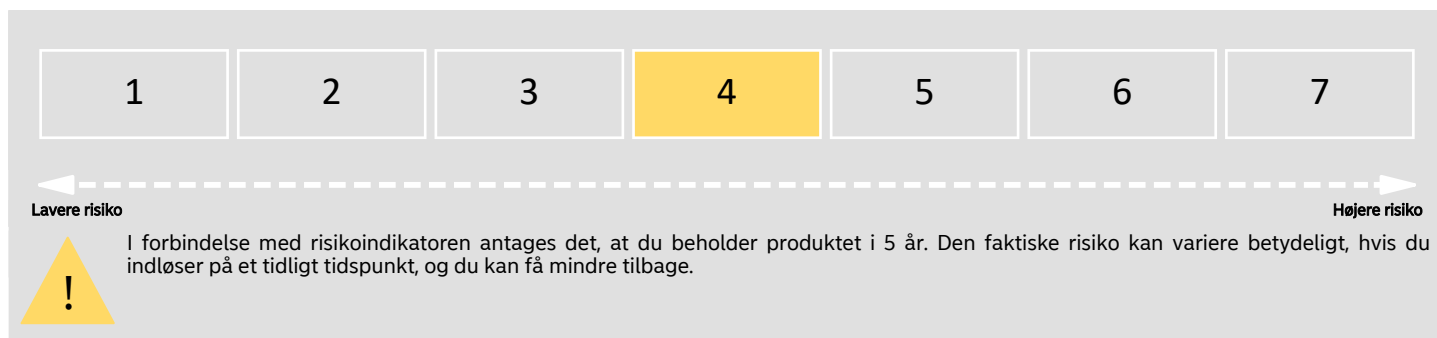 1 2 3 4 5 6 7
Lavere risiko Højere risiko
! I forbindelse med risikoindikatoren antages det, at du beholder produktet i 5 år. Den faktiske risiko kan variere betydeligt, hvis du
indløser på et tidligt tidspunkt, og du kan få mindre tilbage.